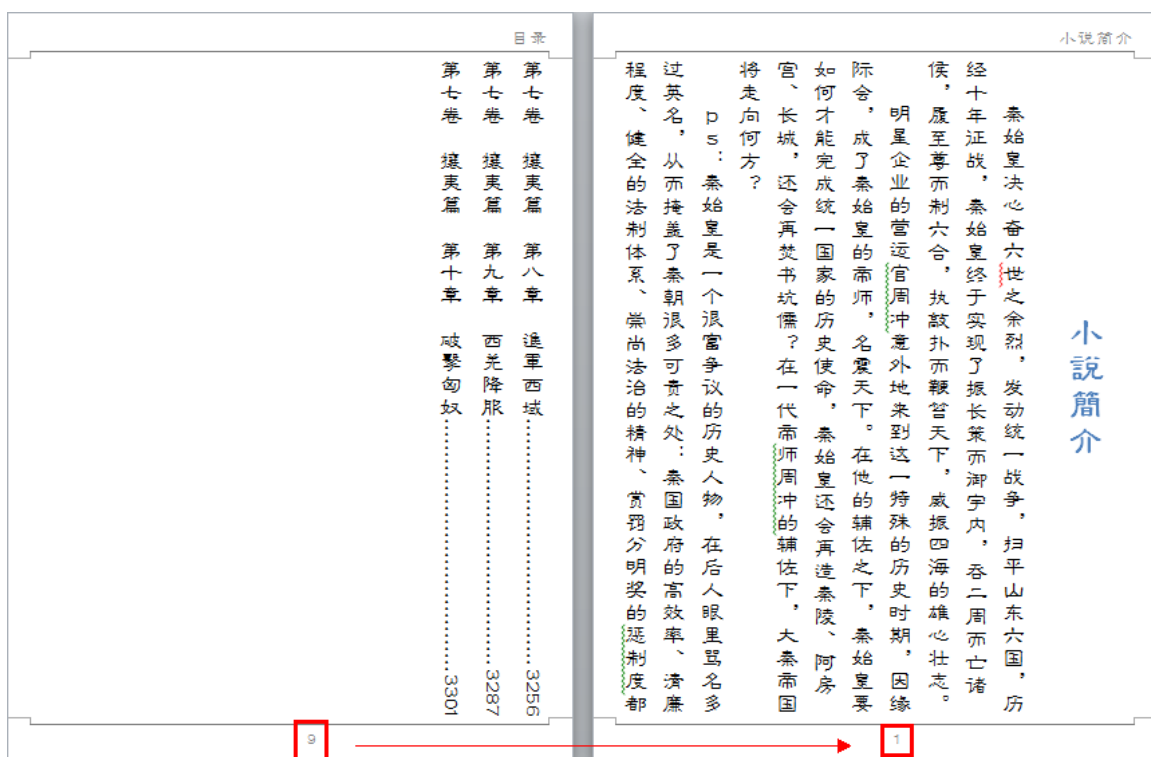 目录
第七卷 攘夷篇 第八章 進軍西域……………………………3256
第七卷 攘夷篇 第九章 西羌降服……………………………3287
第七卷 攘夷篇 第十章 破擊匈奴……………………………3301
9
小说简介
小說簡介
秦始皇决心奋六世之余烈，发动统一战争，扫平山东六国，历
经十年征战，秦始皇终于实现了振长策而御宇内，吞二周而亡诸
侯，履至尊而制六合，执敲扑而鞭笞天下，威振四海的雄心壮志。
明星企业的营运官周冲意外地来到这一特殊的历史时期，因缘
际会，成了秦始皇的帝师，名震天下。在他的辅佐之下，秦始皇要
如何才能完成统一国家的历史使命，秦始皇还会再造秦陵、阿房
宫、长城，还会再焚书坑儒？在一代帝师周冲的辅佐下，大秦帝国
将走向何方？
ps：秦始皇是一个很富争议的历史人物，在后人眼里骂名多
过英名，从而掩盖了秦朝很多可贵之处：秦国政府的高效率、清廉
程度、健全的法制体系、崇尚法治的精神、赏罚分明奖的惩制度都
1